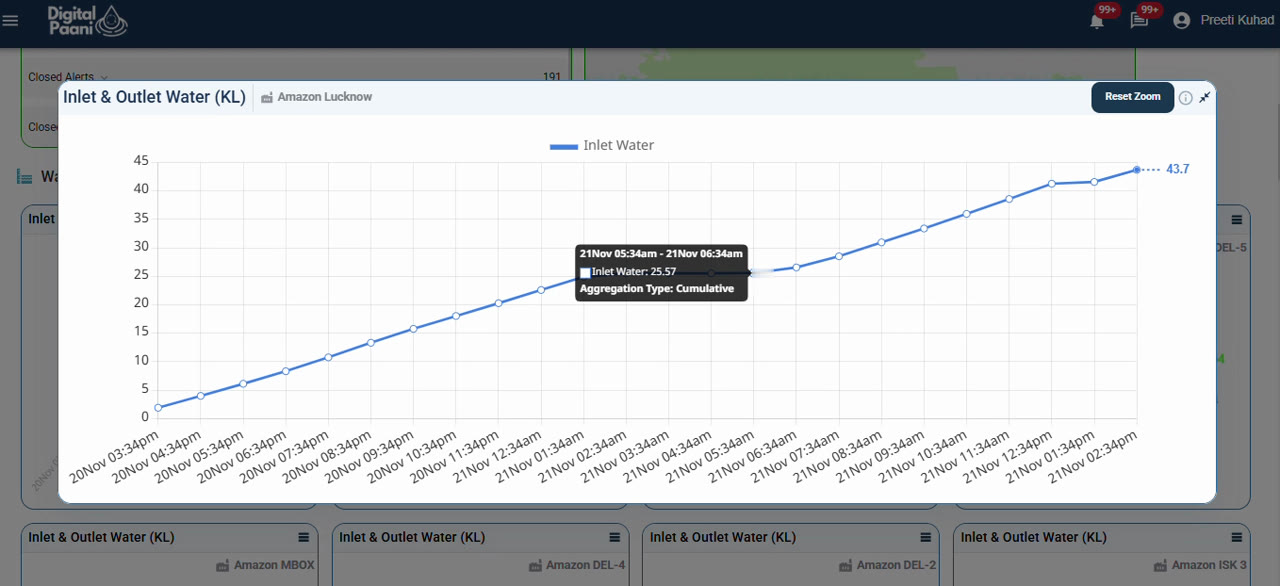 Digital
Paani
99+
99+
Preeti Kuhad
Closed Alerts
191
Inlet & Outlet Water (KL)
Amazon Lucknow
Reset Zoom
Inlet Water
45
40
35
30
25
20
15
10
5
0
43.7
21Nov 05:34am - 21Nov 06:34am
Inlet Water: 25.57
Aggregation Type: Cumulative
20Nov 03:34pm
20Nov 04:34pm
20Nov 05:34pm
20Nov 06:34pm
20Nov 07:34pm
20Nov 08:34pm
20Nov 09:34pm
20Nov 10:34pm
20Nov 11:34pm
21Nov 12:34am
21Nov 01:34am
21Nov 02:34am
21Nov 03:34am
21Nov 04:34am
21Nov 05:34am
21Nov 06:34am
21Nov 07:34am
21Nov 08:34am
21Nov 09:34am
21Nov 10:34am
21Nov 11:34am
21Nov 12:34pm
21Nov 01:34pm
21Nov 02:34pm
Inlet
DEL-5
Inlet & Outlet Water (KL)
Amazon MBOX
Inlet & Outlet Water (KL)
Amazon DEL-4
Inlet & Outlet Water (KL)
Amazon DEL-2
Inlet & Outlet Water (KL)
Amazon ISK 3